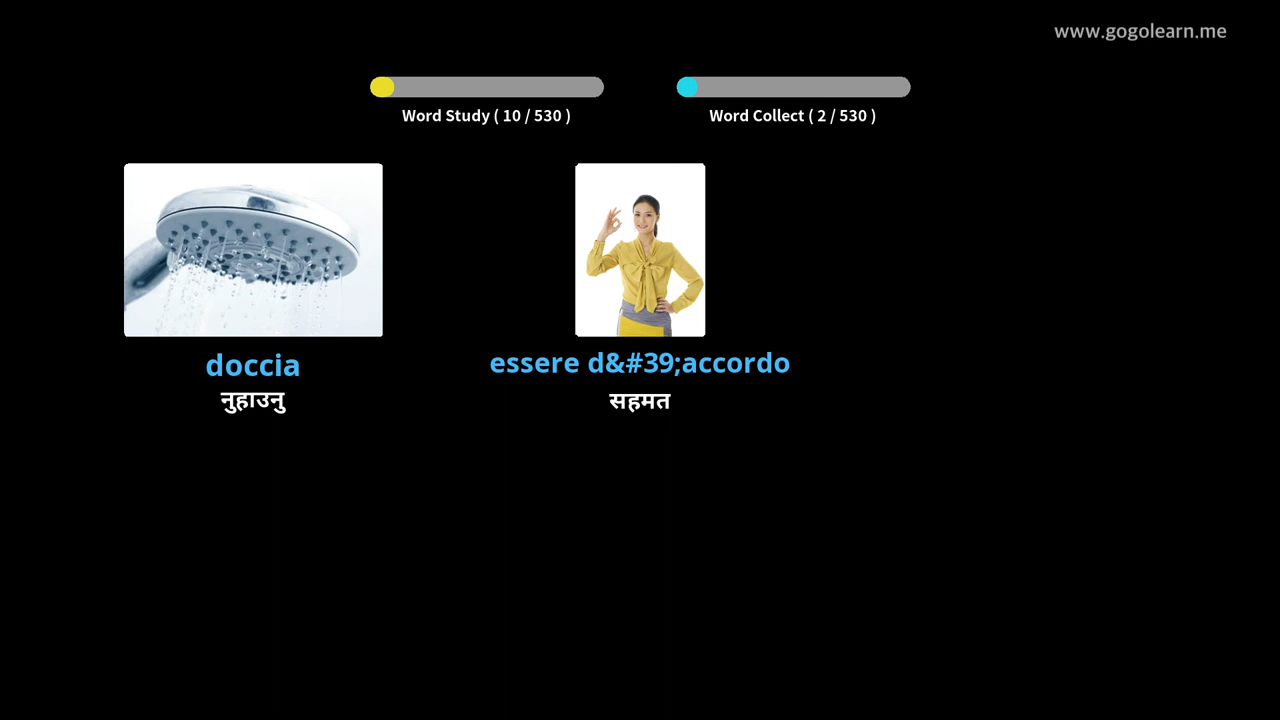 www.gogolearn.me
Word Study ( 10 / 530 )
Word Collect ( 2 / 530 )
doccia
नुहाउनु
essere d&#39;accordo
सहमत